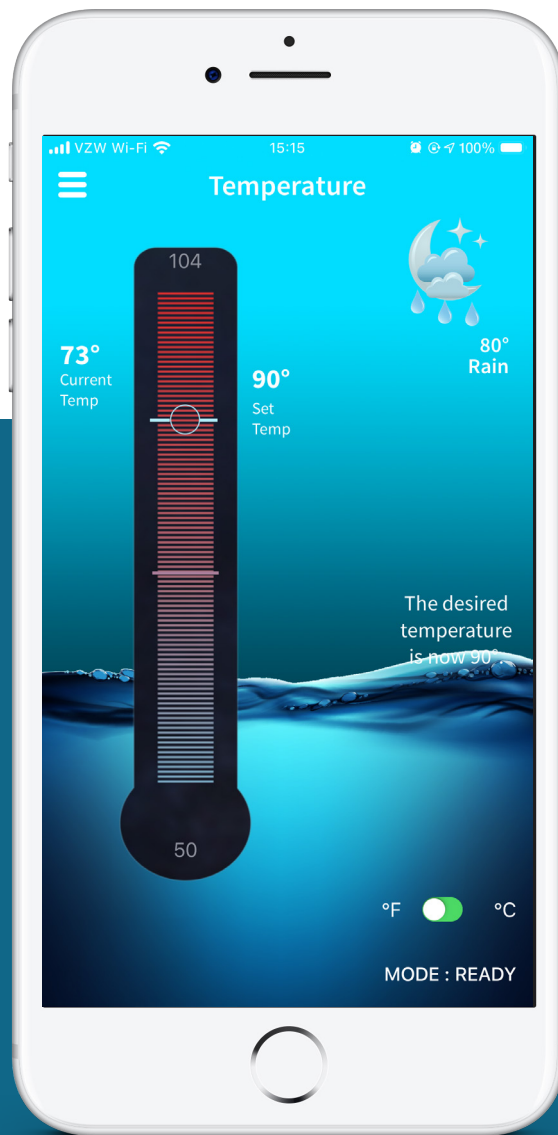 VZW Wi-Fi 15:15 100%
Temperature
104
80°
Rain
73°
Current
Temp
90°
Set
Temp
The desired
temperature
is now 90°.
50
°F °C
MODE : READY